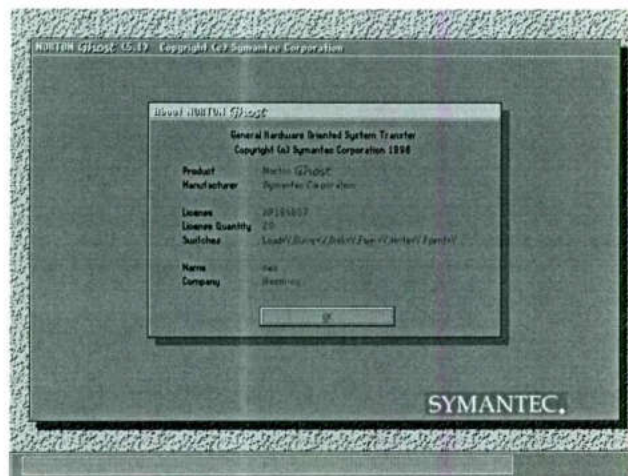 NORTON Ghost (5.1) Copyright (c) Symantec Corporation
About NORTON Ghost
General Hardware Oriented System Transfer
Copyright (c) Symantec Corporation 1998
Product Norton Ghost
Manufacturer Symantec Corporation
License
License Quantity 20
Switches
Name
Company
SYMANTEC.